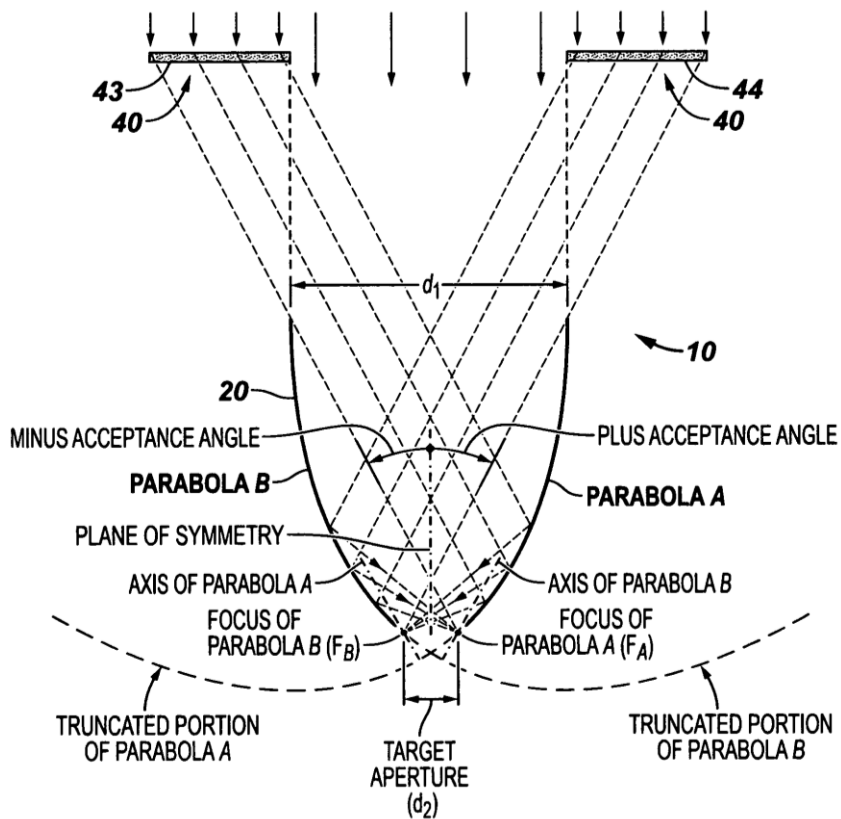 43
40
44
40
d1
10
20
MINUS ACCEPTANCE ANGLE
PLUS ACCEPTANCE ANGLE
PARABOLA B
PARABOLA A
PLANE OF SYMMETRY
AXIS OF PARABOLA A
AXIS OF PARABOLA B
FOCUS OF
PARABOLA B (FB)
FOCUS OF
PARABOLA A (FA)
TRUNCATED PORTION
OF PARABOLA A
TARGET
APERTURE
(d2)
TRUNCATED PORTION
OF PARABOLA B